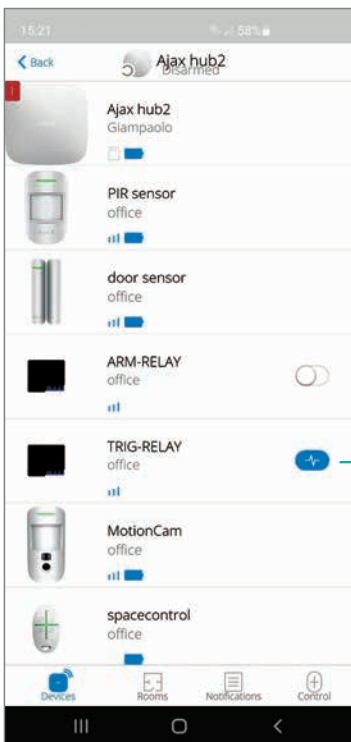 15:21
58%
Back
Ajax hub2
Disarmed
!
Ajax hub2
Giampaolo
PIR sensor
office
door sensor
office
ARM-RELAY
office
TRIG-RELAY
office
MotionCam
office
spacecontrol
office
Devices
Rooms
Notifications
Control